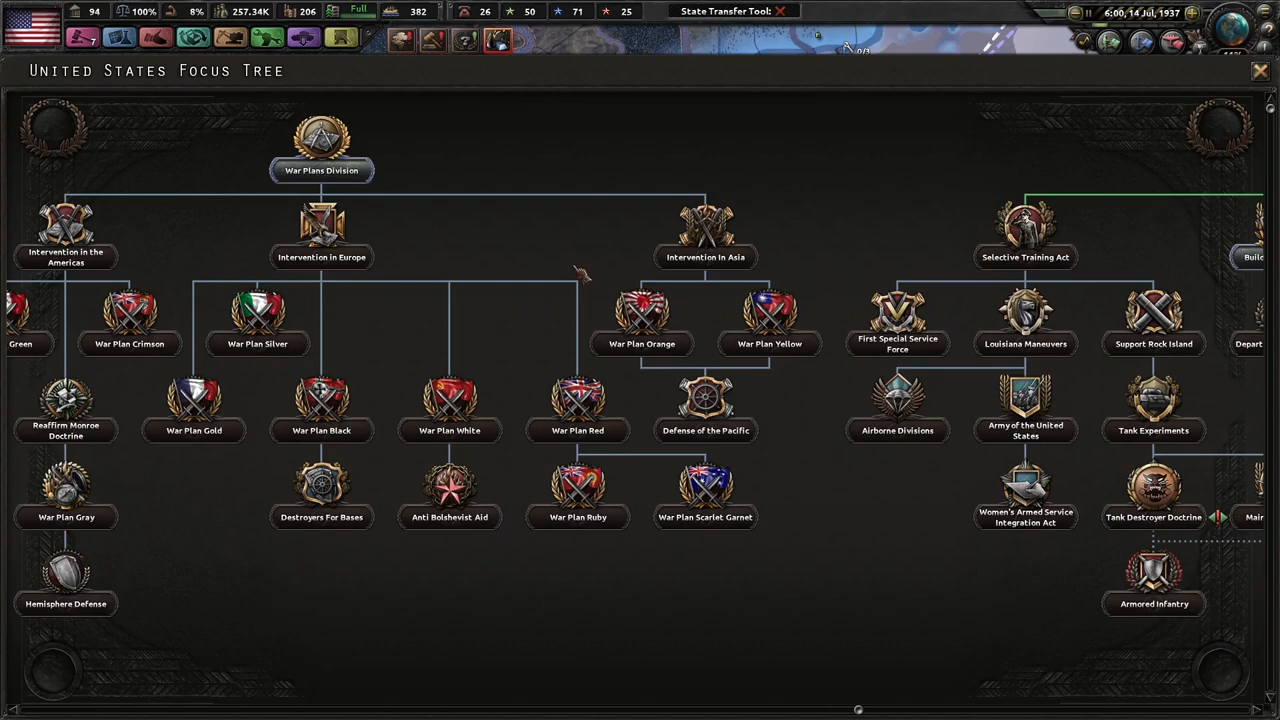 94 100% 8% 257.34K 206 Full 382 26 50 71 25 State Transfer Tool: 6:00, 14 Jul, 1937
7
0/3
United States Focus Tree
War Plans Division
Intervention in the Americas
Intervention in Europe
Intervention In Asia
Selective Training Act
Green
War Plan Crimson
War Plan Silver
War Plan Orange
War Plan Yellow
First Special Service Force
Louisiana Maneuvers
Support Rock Island
Reaffirm Monroe Doctrine
War Plan Gold
War Plan Black
War Plan White
War Plan Red
Defense of the Pacific
Airborne Divisions
Army of the United States
Tank Experiments
War Plan Gray
Destroyers For Bases
Anti Bolshevist Aid
War Plan Ruby
War Plan Scarlet Garnet
Women's Armed Service Integration Act
Tank Destroyer Doctrine
Hemisphere Defense
Armored Infantry